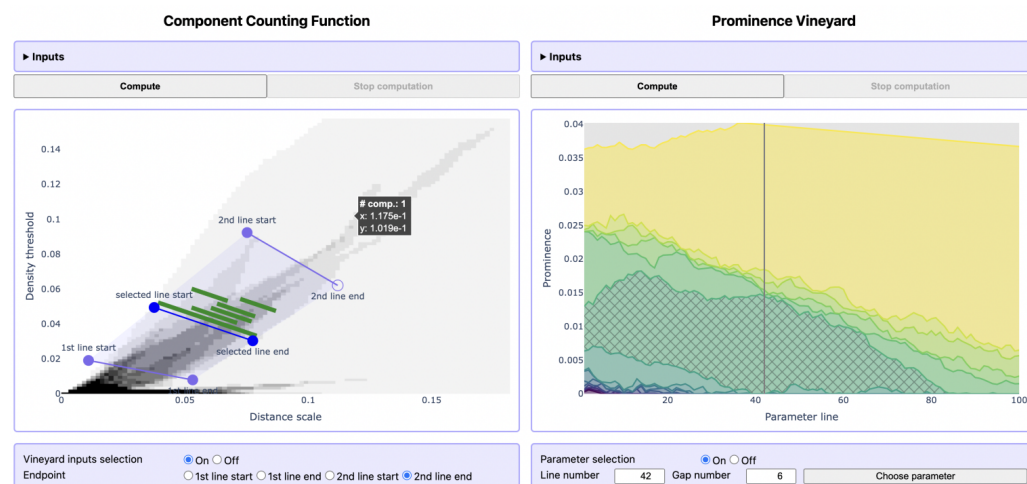 Component Counting Function
▸ Inputs
Compute
Stop computation
Density threshold
0.14
0.12
0.1
0.08
0.06
0.04
0.02
0
0.05
0.1
0.15
Distance scale
# comp.: 1
x: 1.175e-1
y: 1.019e-1
2nd line start
2nd line end
selected line start
selected line end
1st line start
Vineyard inputs selection
On
Off
Endpoint
1st line start
1st line end
2nd line start
2nd line end
Prominence Vineyard
▸ Inputs
Compute
Stop computation
Prominence
0.04
0.035
0.03
0.025
0.02
0.015
0.01
0.005
0
0
20
40
60
80
100
Parameter line
Parameter selection
On
Off
Line number
42
Gap number
6
Choose parameter